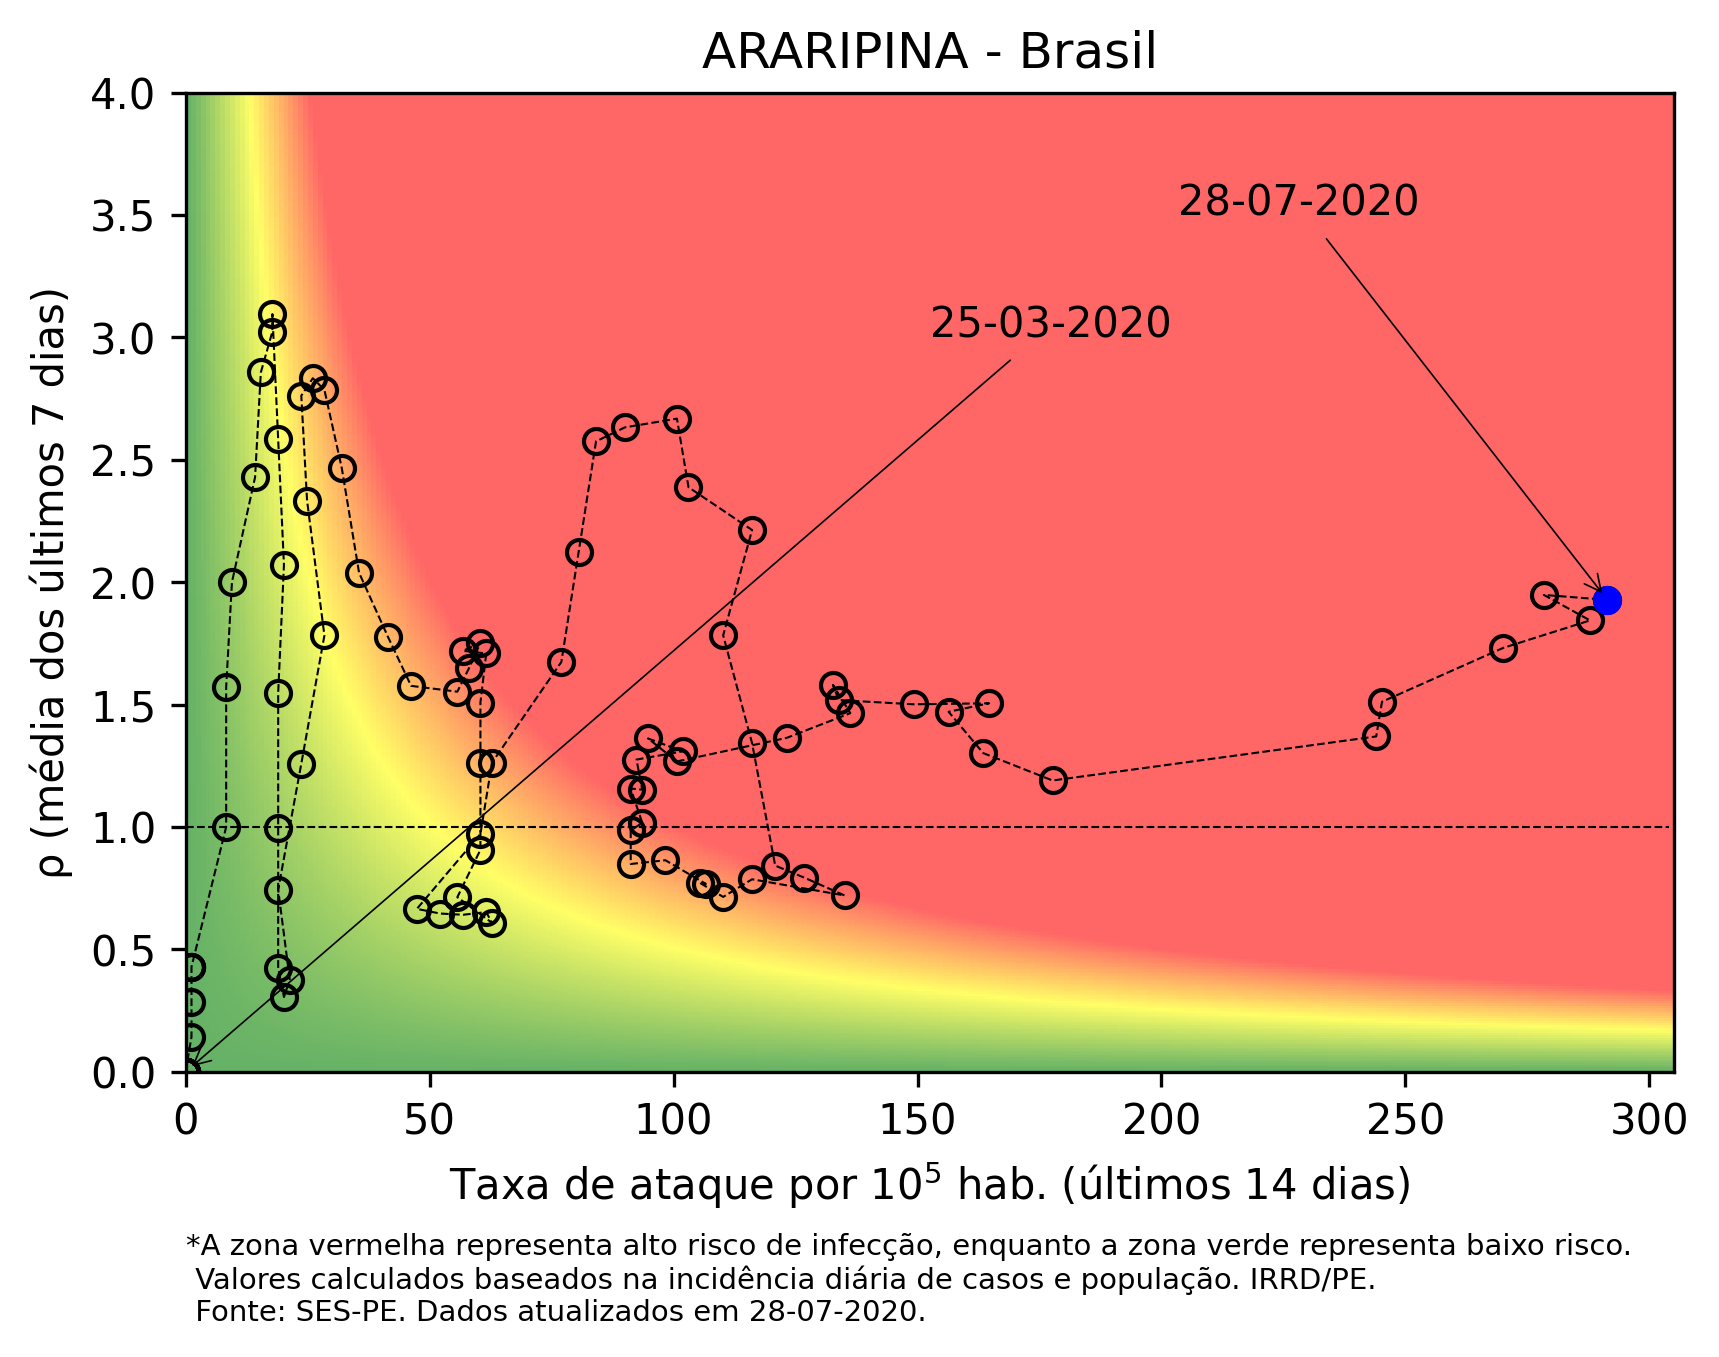 ARARIPINA - Brasil
4.0
3.5
3.0
2.5
2.0
1.5
1.0
0.5
0.0
ρ (média dos últimos 7 dias)
28-07-2020
25-03-2020
0 50 100 150 200 250 300
Taxa de ataque por 10⁵ hab. (últimos 14 dias)
*A zona vermelha representa alto risco de infecção, enquanto a zona verde representa baixo risco.
Valores calculados baseados na incidência diária de casos e população. IRRD/PE.
Fonte: SES-PE. Dados atualizados em 28-07-2020.